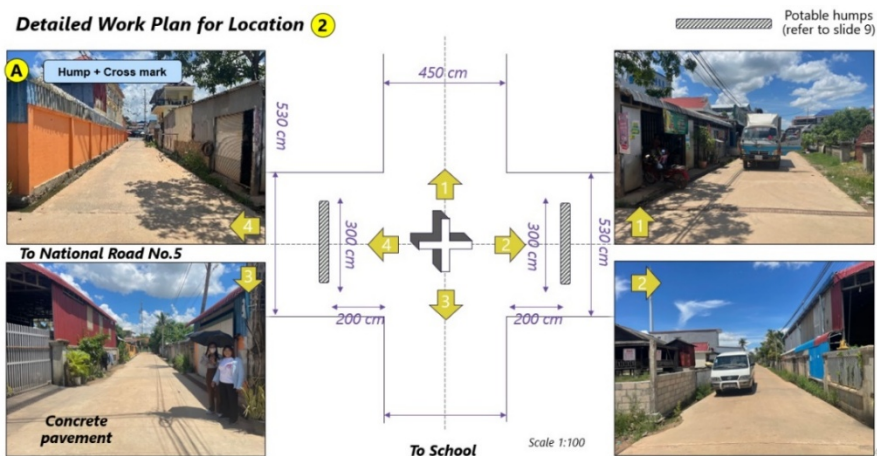 Detailed Work Plan for Location 2
Potable humps
(refer to slide 9)
A
Hump + Cross mark
4
To National Road No.5
3
Concrete
pavement
450 cm
530 cm
300 cm
200 cm
1
4
2
3
300 cm
530 cm
200 cm
To School
Scale 1:100
1
2